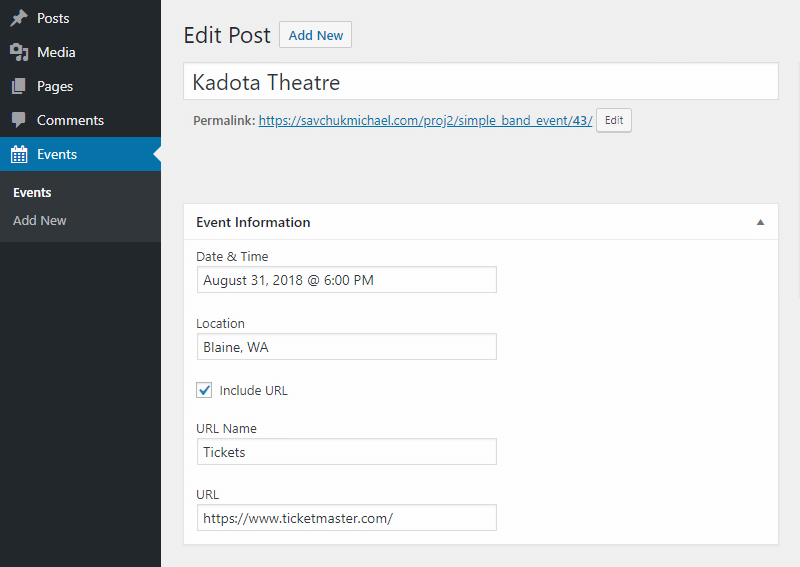 Posts
Media
Pages
Comments
Events
Events
Add New
Edit Post Add New
Kadota Theatre
Permalink: https://savchukmichael.com/proj2/simple_band_event/43/ Edit
Event Information
Date & Time
August 31, 2018 @ 6:00 PM
Location
Blaine, WA
Include URL
URL Name
Tickets
URL
https://www.ticketmaster.com/